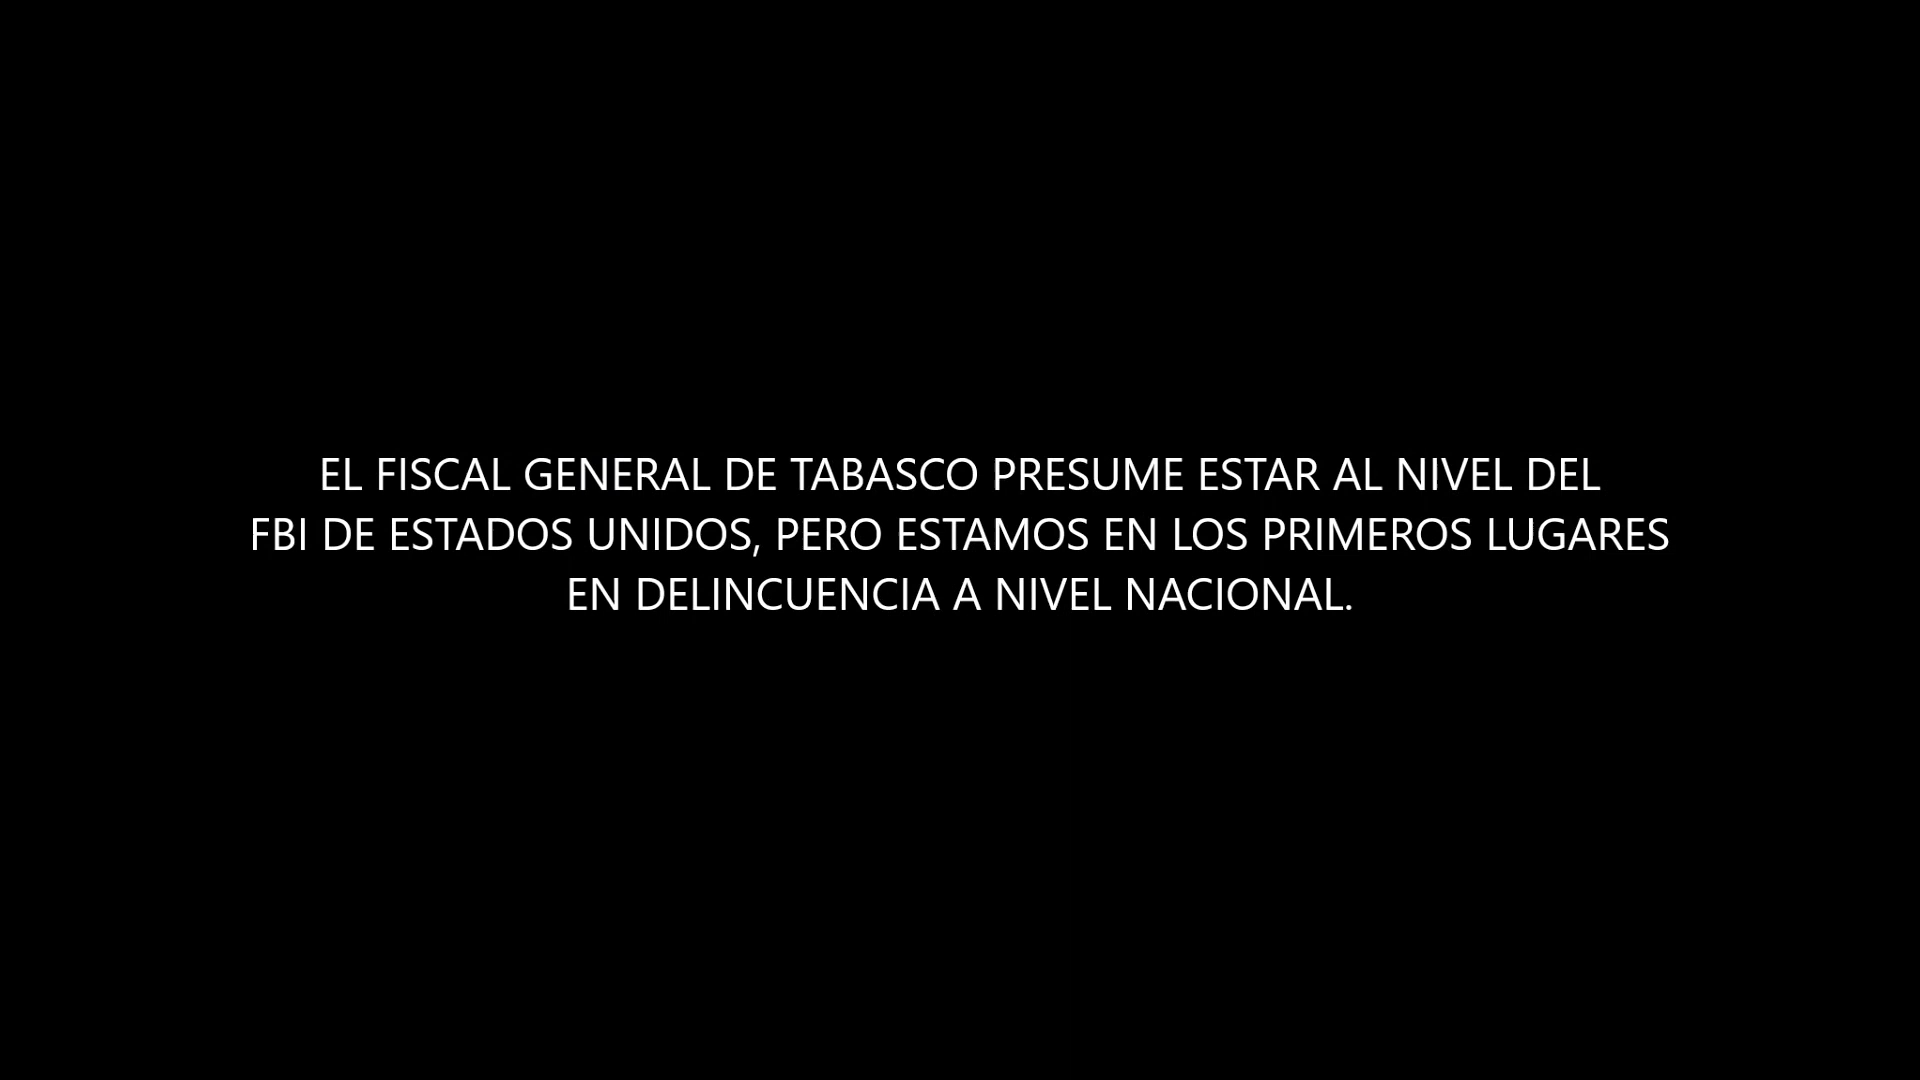 EL FISCAL GENERAL DE TABASCO PRESUME ESTAR AL NIVEL DEL
FBI DE ESTADOS UNIDOS, PERO ESTAMOS EN LOS PRIMEROS LUGARES
EN DELINCUENCIA A NIVEL NACIONAL.